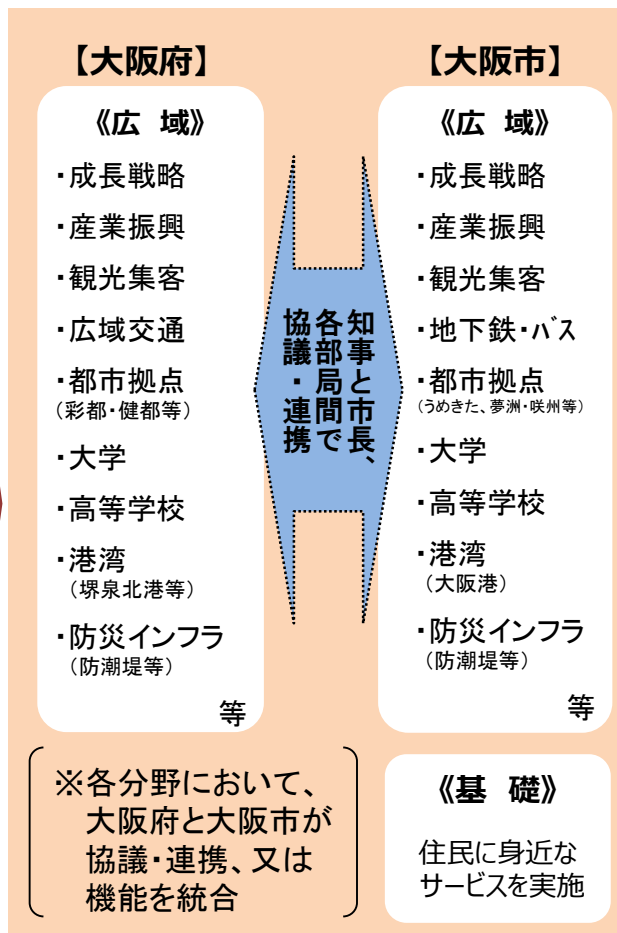 【大阪府】
《広 域》
・成長戦略
・産業振興
・観光集客
・広域交通
・都市拠点
（彩都・健都等）
・大学
・高等学校
・港湾
（堺泉北港等）
・防災インフラ
（防潮堤等）
等
知事と市長、
各部局間で
協議・連携
【大阪市】
《広 域》
・成長戦略
・産業振興
・観光集客
・地下鉄・バス
・都市拠点
（うめきた、夢洲・咲州等）
・大学
・高等学校
・港湾
（大阪港）
・防災インフラ
（防潮堤等）
等
※各分野において、
大阪府と大阪市が
協議・連携、又は
機能を統合
《基 礎》
住民に身近な
サービスを実施